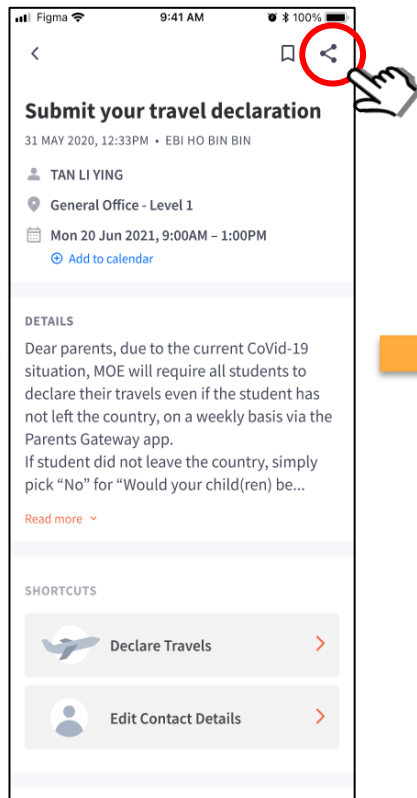 Figma 9:41 AM 100%
Submit your travel declaration
31 MAY 2020, 12:33PM • EBI HO BIN BIN
TAN LI YING
General Office - Level 1
Mon 20 Jun 2021, 9:00AM – 1:00PM
Add to calendar
DETAILS
Dear parents, due to the current CoVid-19
situation, MOE will require all students to
declare their travels even if the student has
not left the country, on a weekly basis via the
Parents Gateway app.
If student did not leave the country, simply
pick “No” for “Would your child(ren) be...
Read more
SHORTCUTS
Declare Travels
Edit Contact Details